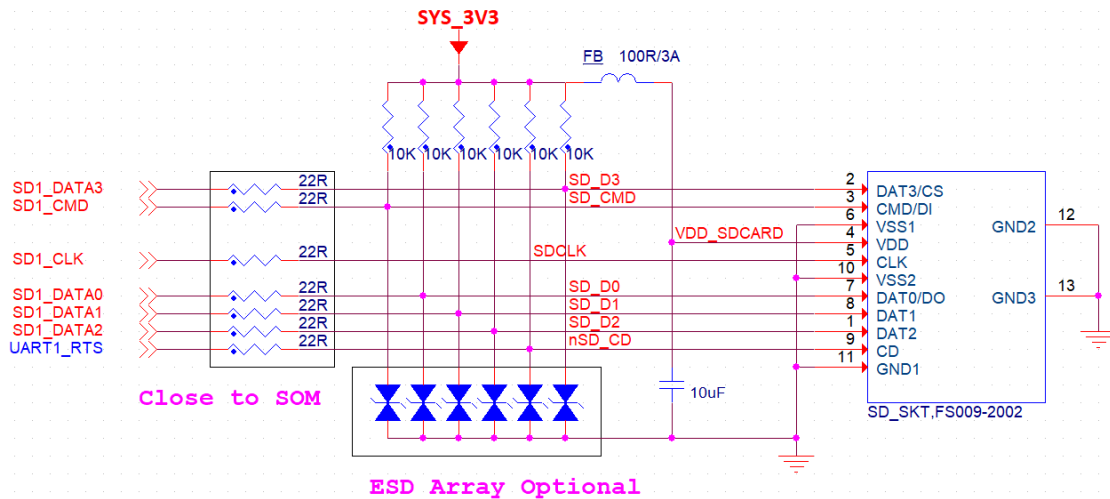 SYS_3V3
FB 100R/3A
10K 10K 10K 10K 10K 10K
SD1_DATA3 22R SD_D3 2 DAT3/CS
SD1_CMD 22R SD_CMD 3 CMD/DI
6 VSS1 GND2 12
VDD_SDCARD 4 VDD
SD1_CLK 22R SDCLK 5 CLK
10 VSS2
SD1_DATA0 22R SD_D0 7 DAT0/DO GND3 13
SD1_DATA1 22R SD_D1 8 DAT1
SD1_DATA2 22R SD_D2 1 DAT2
UART1_RTS 22R nSD_CD 9 CD
11 GND1
Close to SOM
10uF
SD_SKT,FS009-2002
ESD Array Optional